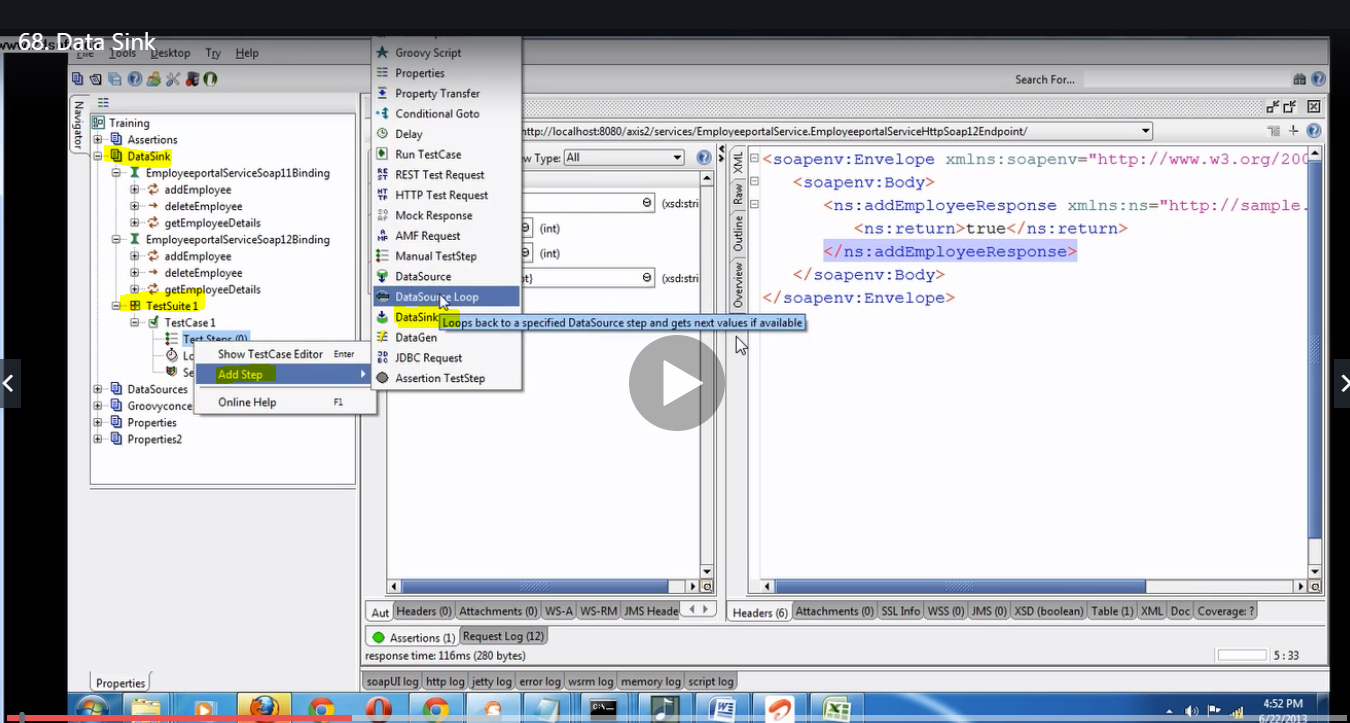 68. Data Sink
File Tools Desktop Try Help
Search For...
Navigator
Training
Assertions
DataSink
EmployeeportalServiceSoap11Binding
addEmployee
deleteEmployee
getEmployeeDetails
EmployeeportalServiceSoap12Binding
addEmployee
deleteEmployee
getEmployeeDetails
TestSuite 1
TestCase 1
Test Steps (0)
Lo
Se
DataSources
Groovyconce
Properties
Properties2
Show TestCase Editor Enter
Add Step
Online Help F1
Groovy Script
Properties
Property Transfer
Conditional Goto
Delay
Run TestCase
REST Test Request
HTTP Test Request
Mock Response
AMF Request
Manual TestStep
DataSource
DataSource Loop
DataSink
DataGen
JDBC Request
Assertion TestStep
Loops back to a specified DataSource step and gets next values if available
http://localhost:8080/axis2/services/EmployeeportalService.EmployeeportalServiceHttpSoap12Endpoint/
w Type: All
(xsd:stri
(int)
(int)
(xsd:stri
XML
Raw
Outline
Overview
<soapenv:Envelope xmlns:soapenv="http://www.w3.org/200
<soapenv:Body>
<ns:addEmployeeResponse xmlns:ns="http://sample.
<ns:return>true</ns:return>
</ns:addEmployeeResponse>
</soapenv:Body>
</soapenv:Envelope>
Aut Headers (0) Attachments (0) WS-A WS-RM JMS Heade
Headers (6) Attachments (0) SSL Info WSS (0) JMS (0) XSD (boolean) Table (1) XML Doc Coverage: ?
Assertions (1) Request Log (12)
response time: 116ms (280 bytes)
5 : 33
Properties
soapUI log http log jetty log error log wsrm log memory log script log
4:52 PM
6/22/2013